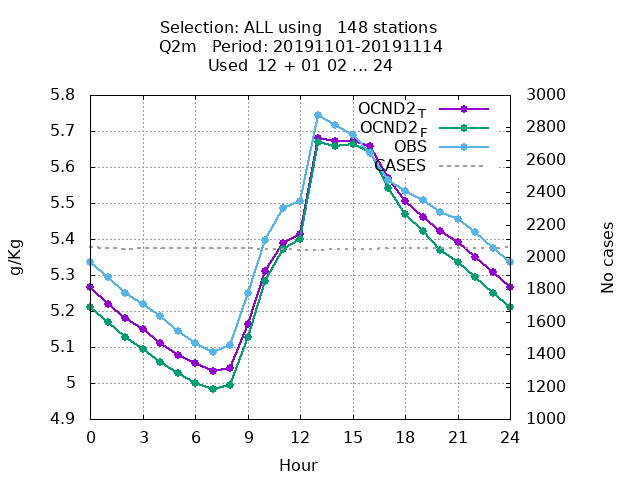 Selection: ALL using   148 stations
Q2m   Period: 20191101-20191114
Used  12 + 01 02 ... 24
5.8 3000
OCND2T
5.7 2800
OCND2F
OBS
5.6 CASES 2600
5.5 2400
2200
5.4
2000
5.3 1800
5.2 1600
5.1 1400
5 1200
4.9 1000
g/Kg
No cases
0 3 6 9 12 15 18 21 24
Hour